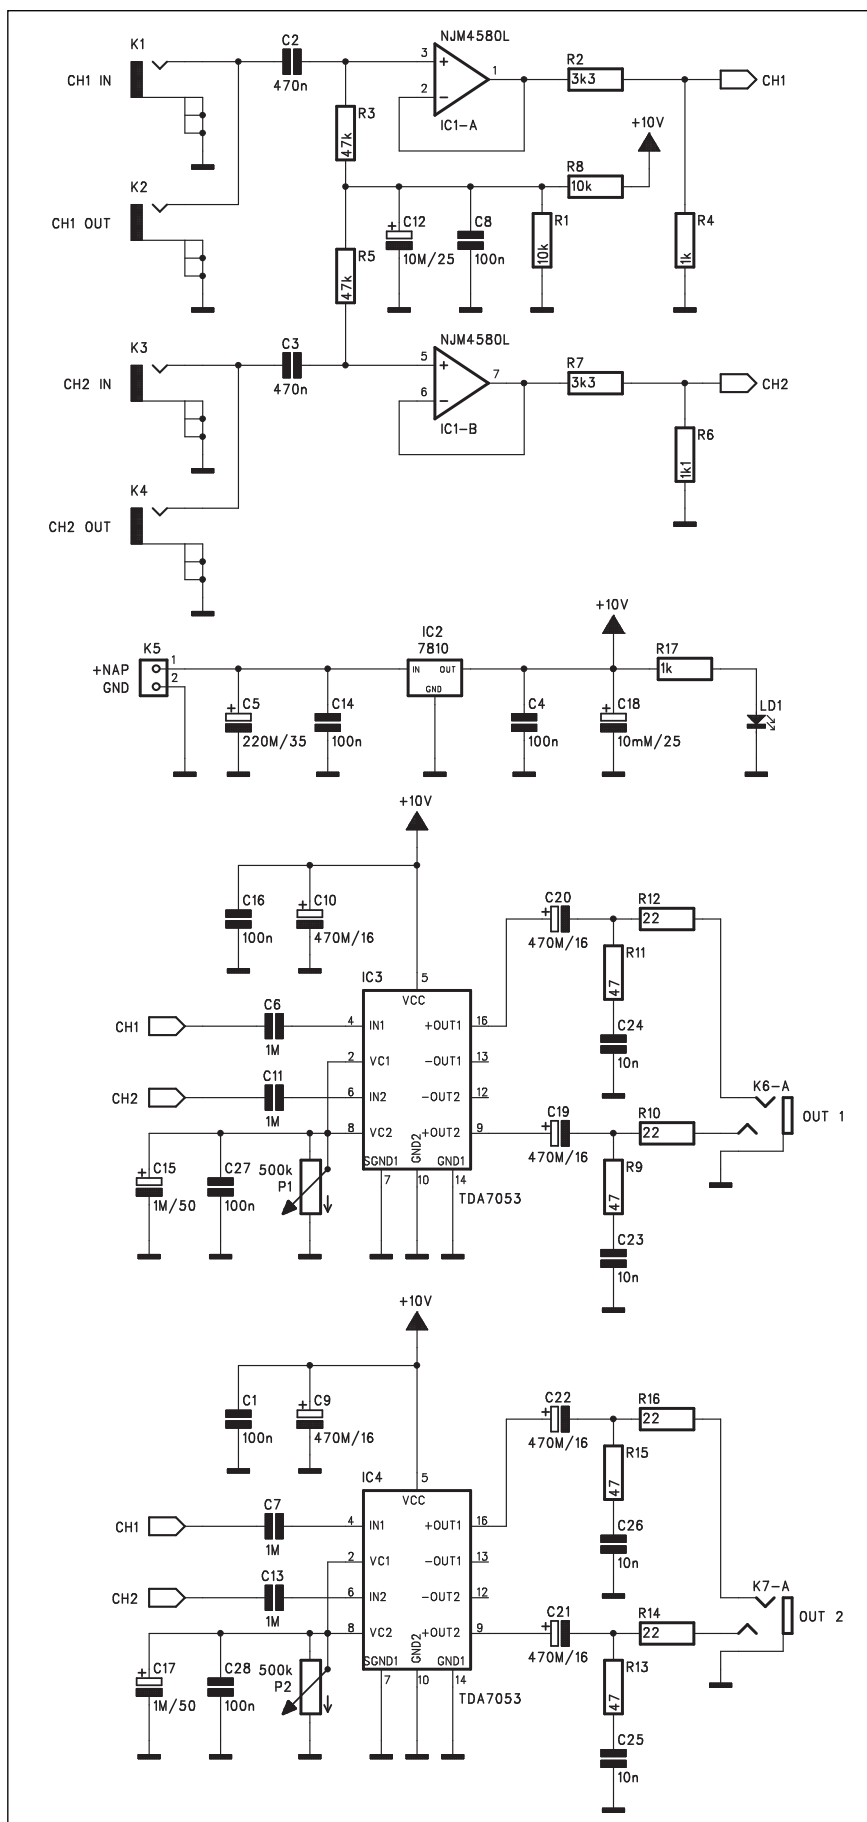 K1
CH1 IN
C2
470n
NJM4580L
3
+
2
−
1
IC1-A
R2
3k3
CH1
R3
47k
+10V
R8
10k
K2
CH1 OUT
+
C12
10M/25
C8
100n
R1
10k
R4
1k
R5
47k
K3
CH2 IN
C3
470n
NJM4580L
5
+
6
−
7
IC1-B
R7
3k3
CH2
R6
1k1
K4
CH2 OUT
+10V
K5
+NAP
1
GND
2
IC2
7810
IN OUT
GND
R17
1k
+
C5
220M/35
C14
100n
C4
100n
+
C18
10mM/25
LD1
+10V
C16
100n
+
C10
470M/16
C20
+
470M/16
R12
22
R11
47
C24
10n
IC3
5
VCC
CH1
C6
1M
4
IN1
+OUT1
16
2
VC1
-OUT1
13
CH2
C11
1M
6
IN2
-OUT2
12
8
VC2
+OUT2
9
SGND1
GND2
GND1
7
10
14
TDA7053
+
C15
1M/50
C27
100n
500k
P1
C19
+
470M/16
R10
22
R9
47
C23
10n
K6-A
OUT 1
+10V
C1
100n
+
C9
470M/16
C22
+
470M/16
R16
22
R15
47
C26
10n
IC4
5
VCC
CH1
C7
1M
4
IN1
+OUT1
16
2
VC1
-OUT1
13
CH2
C13
1M
6
IN2
-OUT2
12
8
VC2
+OUT2
9
SGND1
GND2
GND1
7
10
14
TDA7053
+
C17
1M/50
C28
100n
500k
P2
C21
+
470M/16
R14
22
R13
47
C25
10n
K7-A
OUT 2